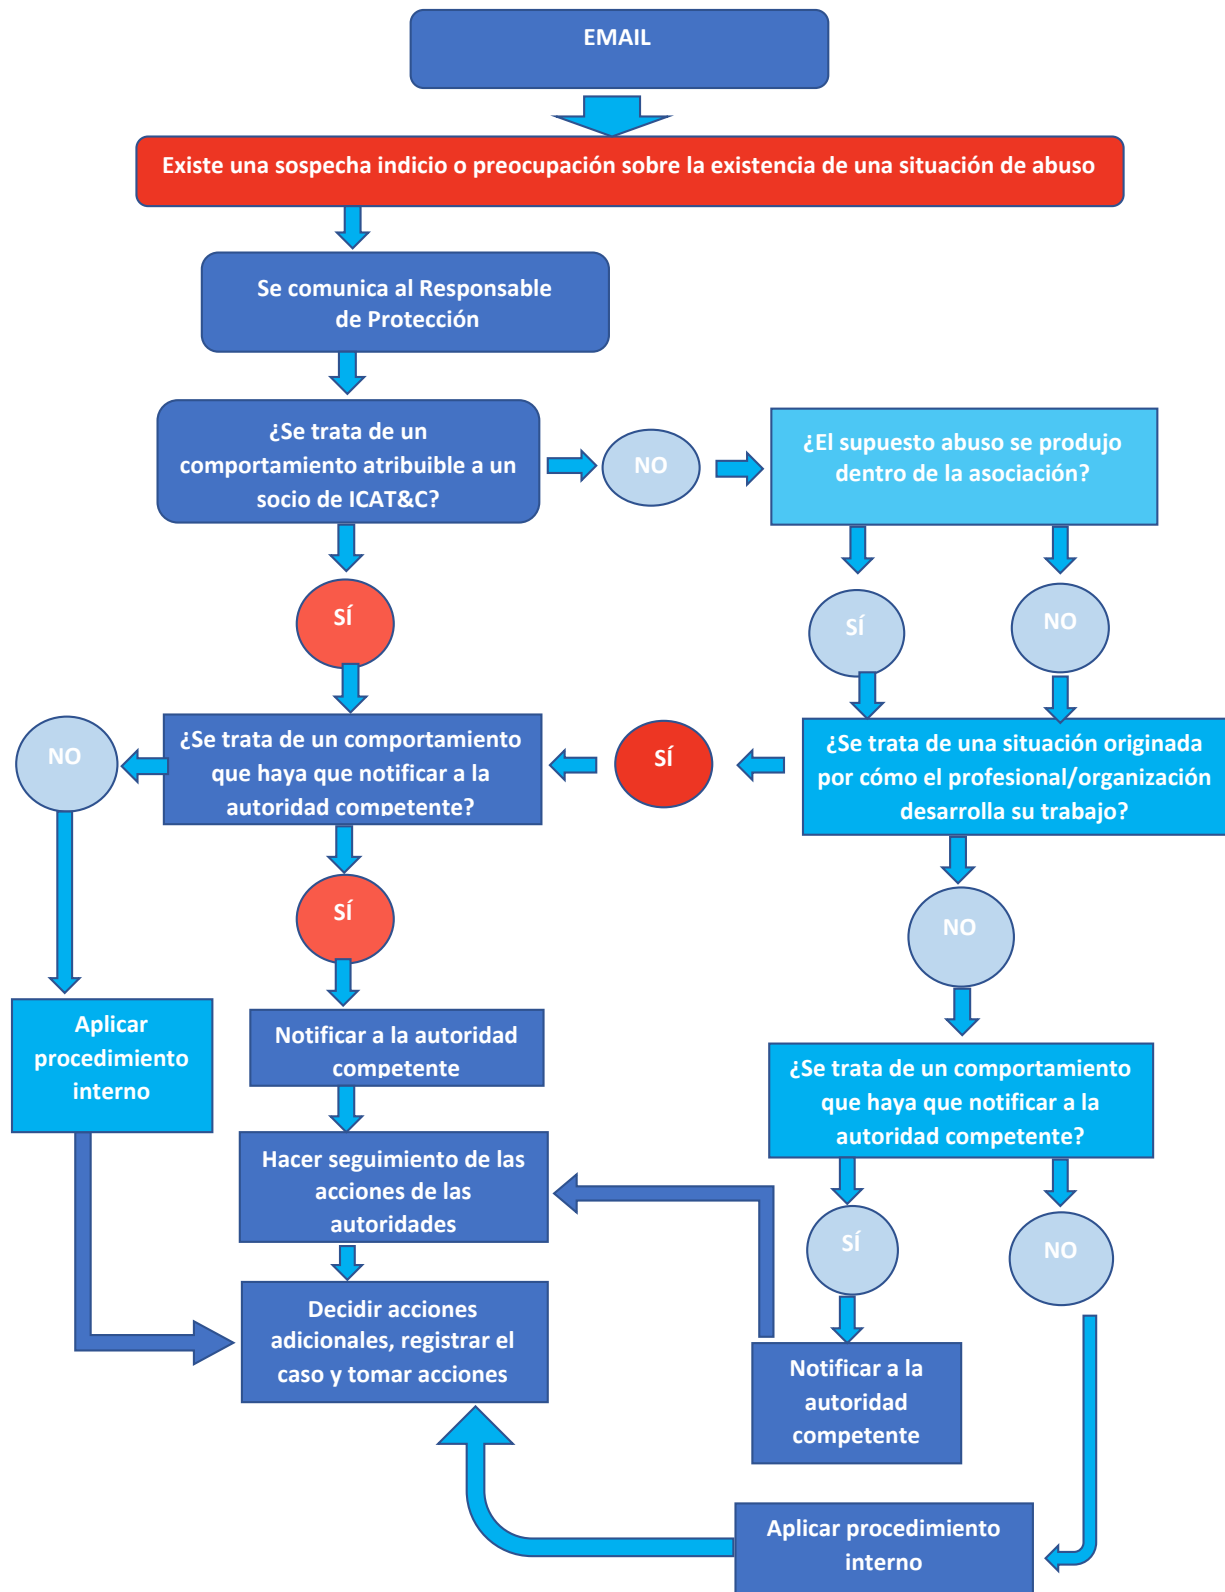 EMAIL
Existe una sospecha indicio o preocupación sobre la existencia de una situación de abuso
Se comunica al Responsable
de Protección
¿Se trata de un
comportamiento atribuible a un
socio de ICAT&C?
NO
¿El supuesto abuso se produjo
dentro de la asociación?
SÍ
SÍ
NO
NO
¿Se trata de un comportamiento
que haya que notificar a la
autoridad competente?
SÍ
¿Se trata de una situación originada
por cómo el profesional/organización
desarrolla su trabajo?
SÍ
NO
Aplicar
procedimiento
interno
Notificar a la autoridad
competente
¿Se trata de un comportamiento
que haya que notificar a la
autoridad competente?
Hacer seguimiento de las
acciones de las
autoridades
SÍ
NO
Decidir acciones
adicionales, registrar el
caso y tomar acciones
Notificar a la
autoridad
competente
Aplicar procedimiento
interno